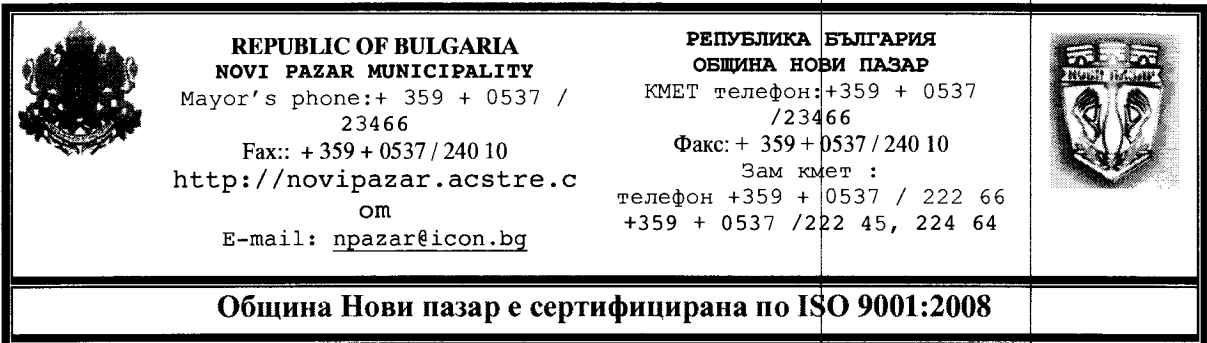 REPUBLIC OF BULGARIA
NOVI PAZAR MUNICIPALITY
Mayor's phone:+ 359 + 0537 /
23466
Fax:: + 359 + 0537 / 240 10
http://novipazar.acstre.c
om
E-mail: npazar@icon.bg
РЕПУБЛИКА БЪЛГАРИЯ
ОБЩИНА НОВИ ПАЗАР
КМЕТ телефон:+359 + 0537
/23466
Факс: + 359 + 0537 / 240 10
Зам кмет :
телефон +359 + 0537 / 222 66
+359 + 0537 /222 45, 224 64
НОВИ ПАЗАР
Община Нови пазар е сертифицирана по ISO 9001:2008